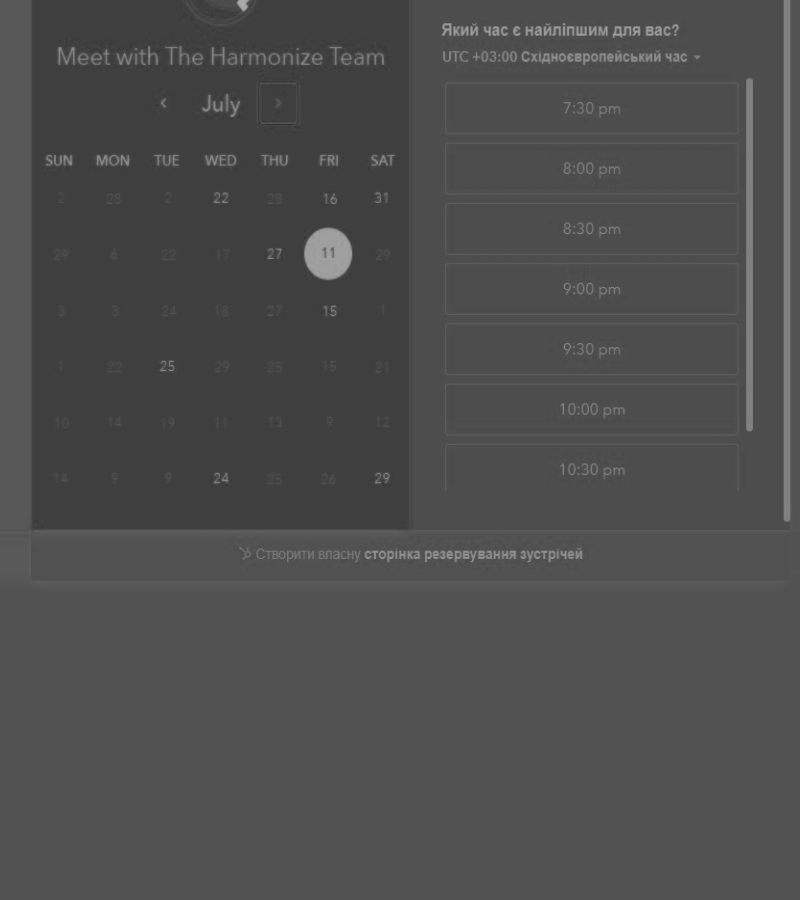 Meet with The Harmonize Team
July
SUN MON TUE WED THU FRI SAT
2 28 2 22 28 16 31
29 6 22 17 27 11 29
3 3 24 18 27 15 1
1 22 25 29 25 15 21
10 14 19 11 13 9 12
14 9 9 24 25 26 29
Який час є найліпшим для вас?
UTC +03:00 Східноєвропейський час
7:30 pm
8:00 pm
8:30 pm
9:00 pm
9:30 pm
10:00 pm
10:30 pm
Створити власну сторінка резервування зустрічей